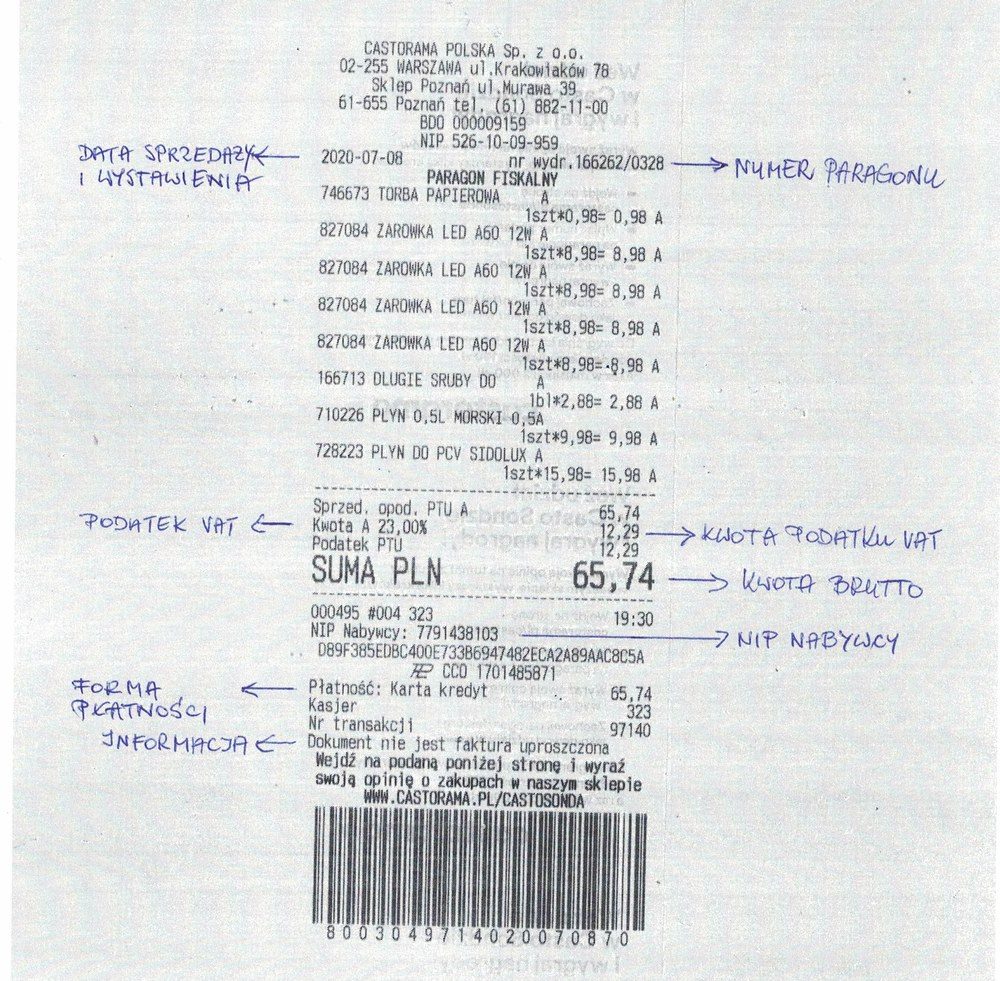 CASTORAMA POLSKA Sp. z o.o.
02-255 WARSZAWA ul.Krakowiaków 78
Sklep Poznań ul.Murawa 39
61-655 Poznań tel. (61) 882-11-00
BDO 000009159
NIP 526-10-09-959
DATA SPRZEDAŻY
I WYSTAWIENIA
2020-07-08 nr wydr.166262/0328
NUMER PARAGONU
PARAGON FISKALNY
746673 TORBA PAPIEROWA A
1szt*0,98= 0,98 A
827084 ZAROWKA LED A60 12W A
1szt*8,98= 8,98 A
827084 ZAROWKA LED A60 12W A
1szt*8,98= 8,98 A
827084 ZAROWKA LED A60 12W A
1szt*8,98= 8,98 A
827084 ZAROWKA LED A60 12W A
1szt*8,98= 8,98 A
166713 DLUGIE SRUBY DO A
1bl*2,88= 2,88 A
710226 PLYN 0,5L MORSKI 0,5A
1szt*9,98= 9,98 A
728223 PLYN DO PCV SIDOLUX A
1szt*15,98= 15,98 A
Sprzed. opod. PTU A 65,74
PODATEK VAT
Kwota A 23,00% 12,29
KWOTA PODATKU VAT
Podatek PTU 12,29
SUMA PLN 65,74
KWOTA BRUTTO
000495 #004 323 19:30
NIP Nabywcy: 7791438103
NIP NABYWCY
D89F385EDBC400E733B6947482ECA2A89AAC8C5A
CCD 1701485871
FORMA
PŁATNOŚCI
Płatność: Karta kredyt 65,74
Kasjer 323
Nr transakcji 97140
INFORMACJA
Dokument nie jest faktura uproszczona
Wejdź na podaną poniżej stronę i wyraź
swoją opinię o zakupach w naszym sklepie
WWW.CASTORAMA.PL/CASTOSONDA
8003049714020070870